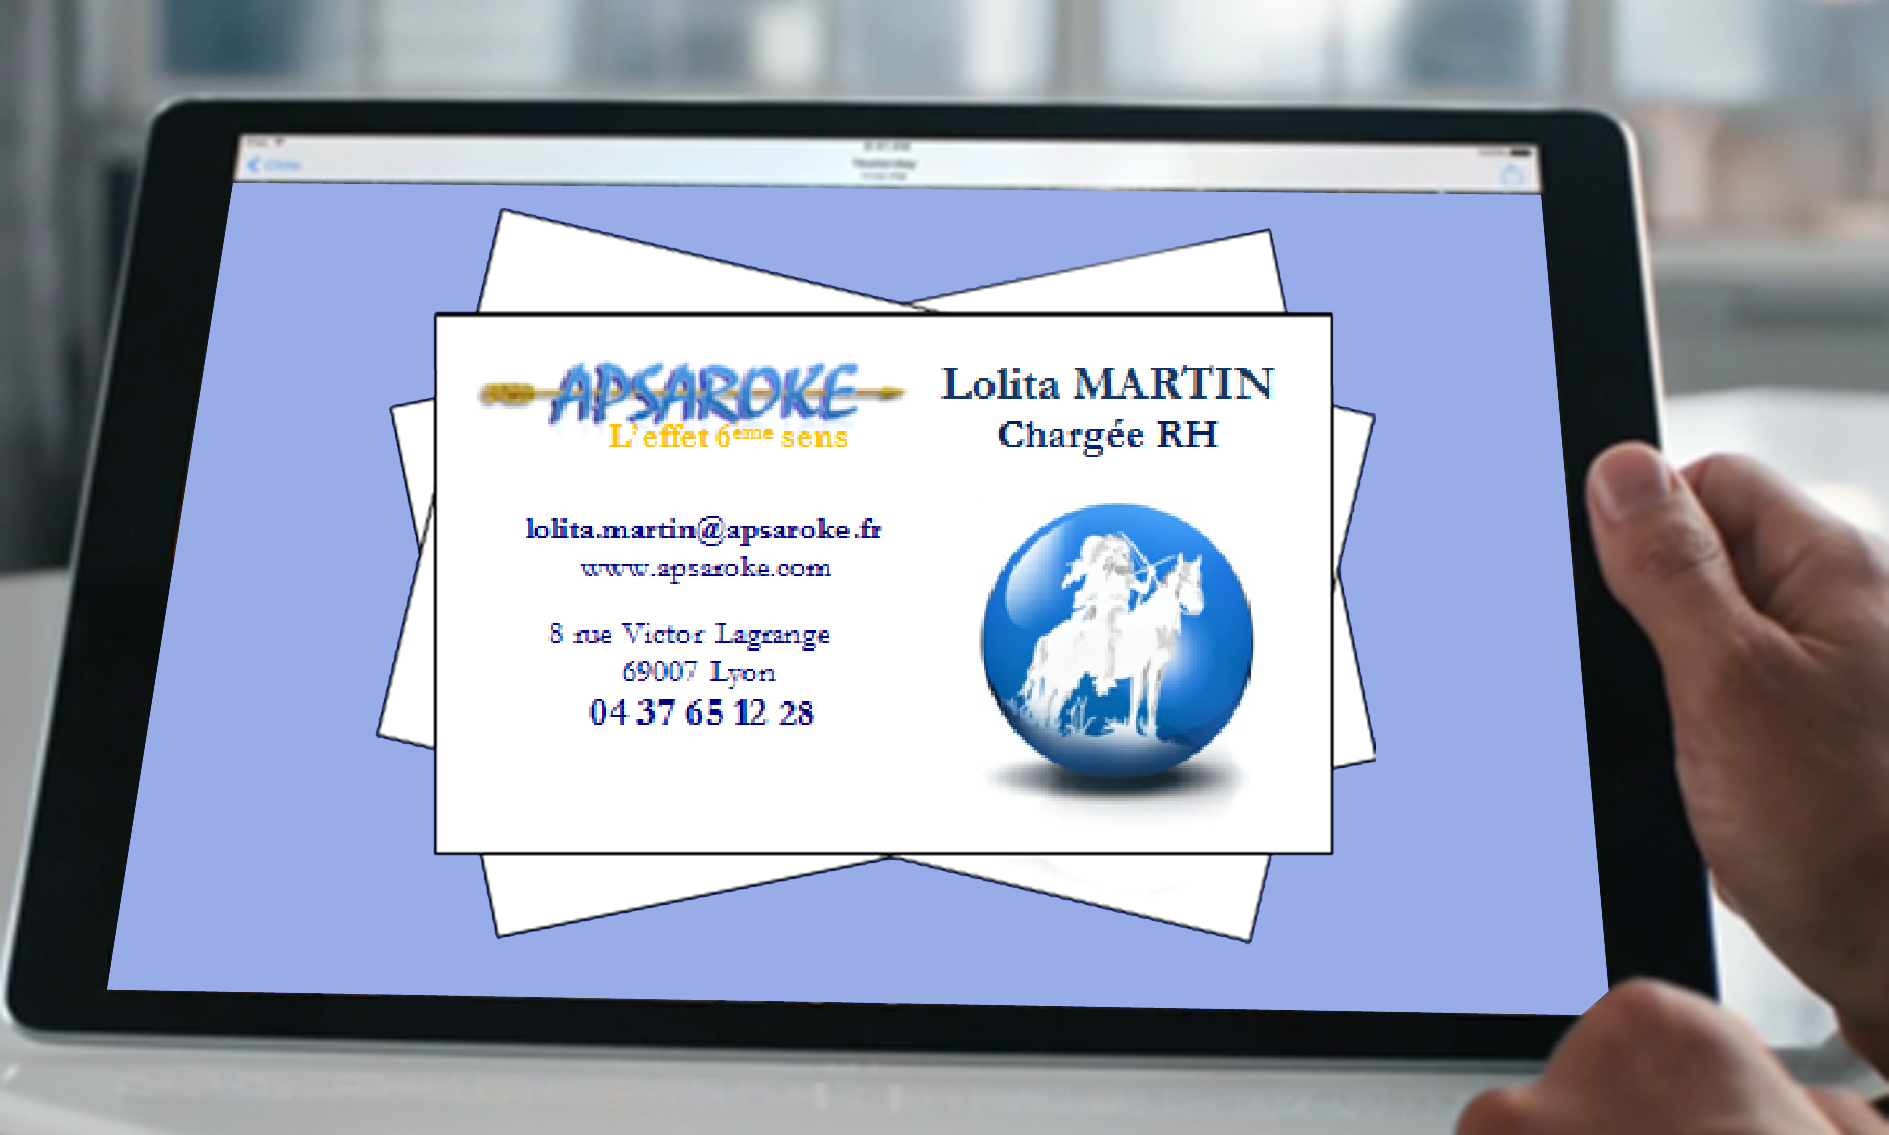 Yesterday
APSAROKE
L'effet 6ème sens
Lolita MARTIN
Chargée RH
lolita.martin@apsaroke.fr
www.apsaroke.com
8 rue Victor Lagrange
69007 Lyon
04 37 65 12 28